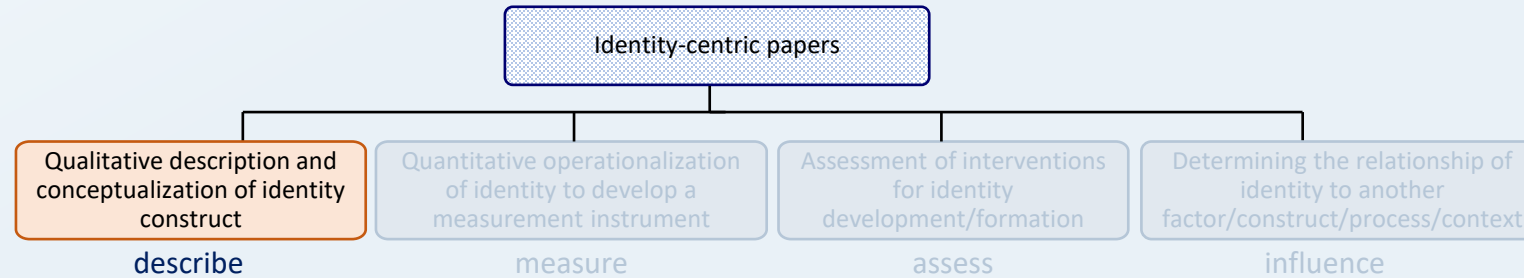 Identity-centric papers
Qualitative description and
conceptualization of identity
construct
Quantitative operationalization
of identity to develop a
measurement instrument
Assessment of interventions
for identity
development/formation
Determining the relationship of
identity to another
factor/construct/process/context
describe
measure
assess
influence